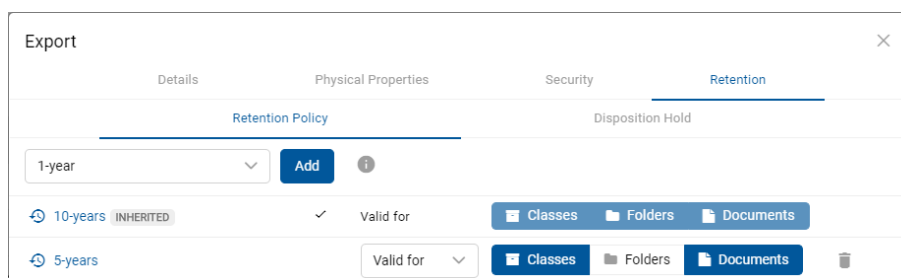 Export
Details Physical Properties Security Retention
Retention Policy Disposition Hold
1-year Add
10-years INHERITED Valid for Classes Folders Documents
5-years Valid for Classes Folders Documents